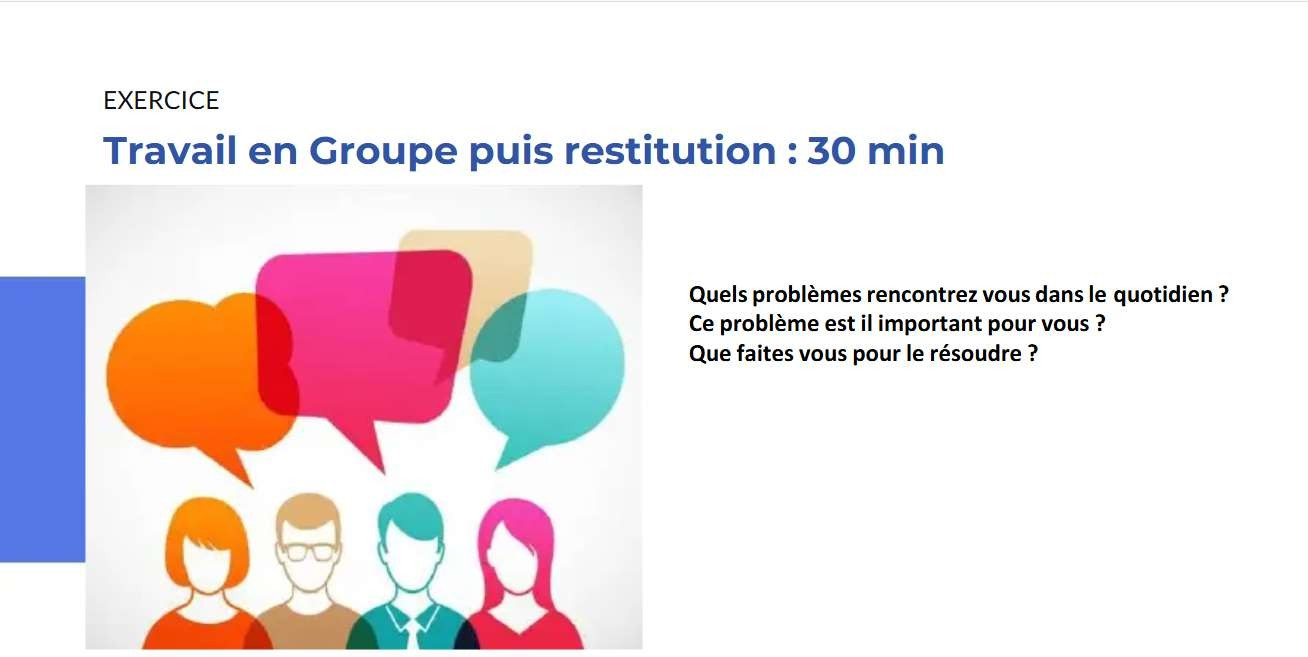 EXERCICE
Travail en Groupe puis restitution : 30 min
Quels problèmes rencontrez vous dans le quotidien ?
Ce problème est il important pour vous ?
Que faites vous pour le résoudre ?